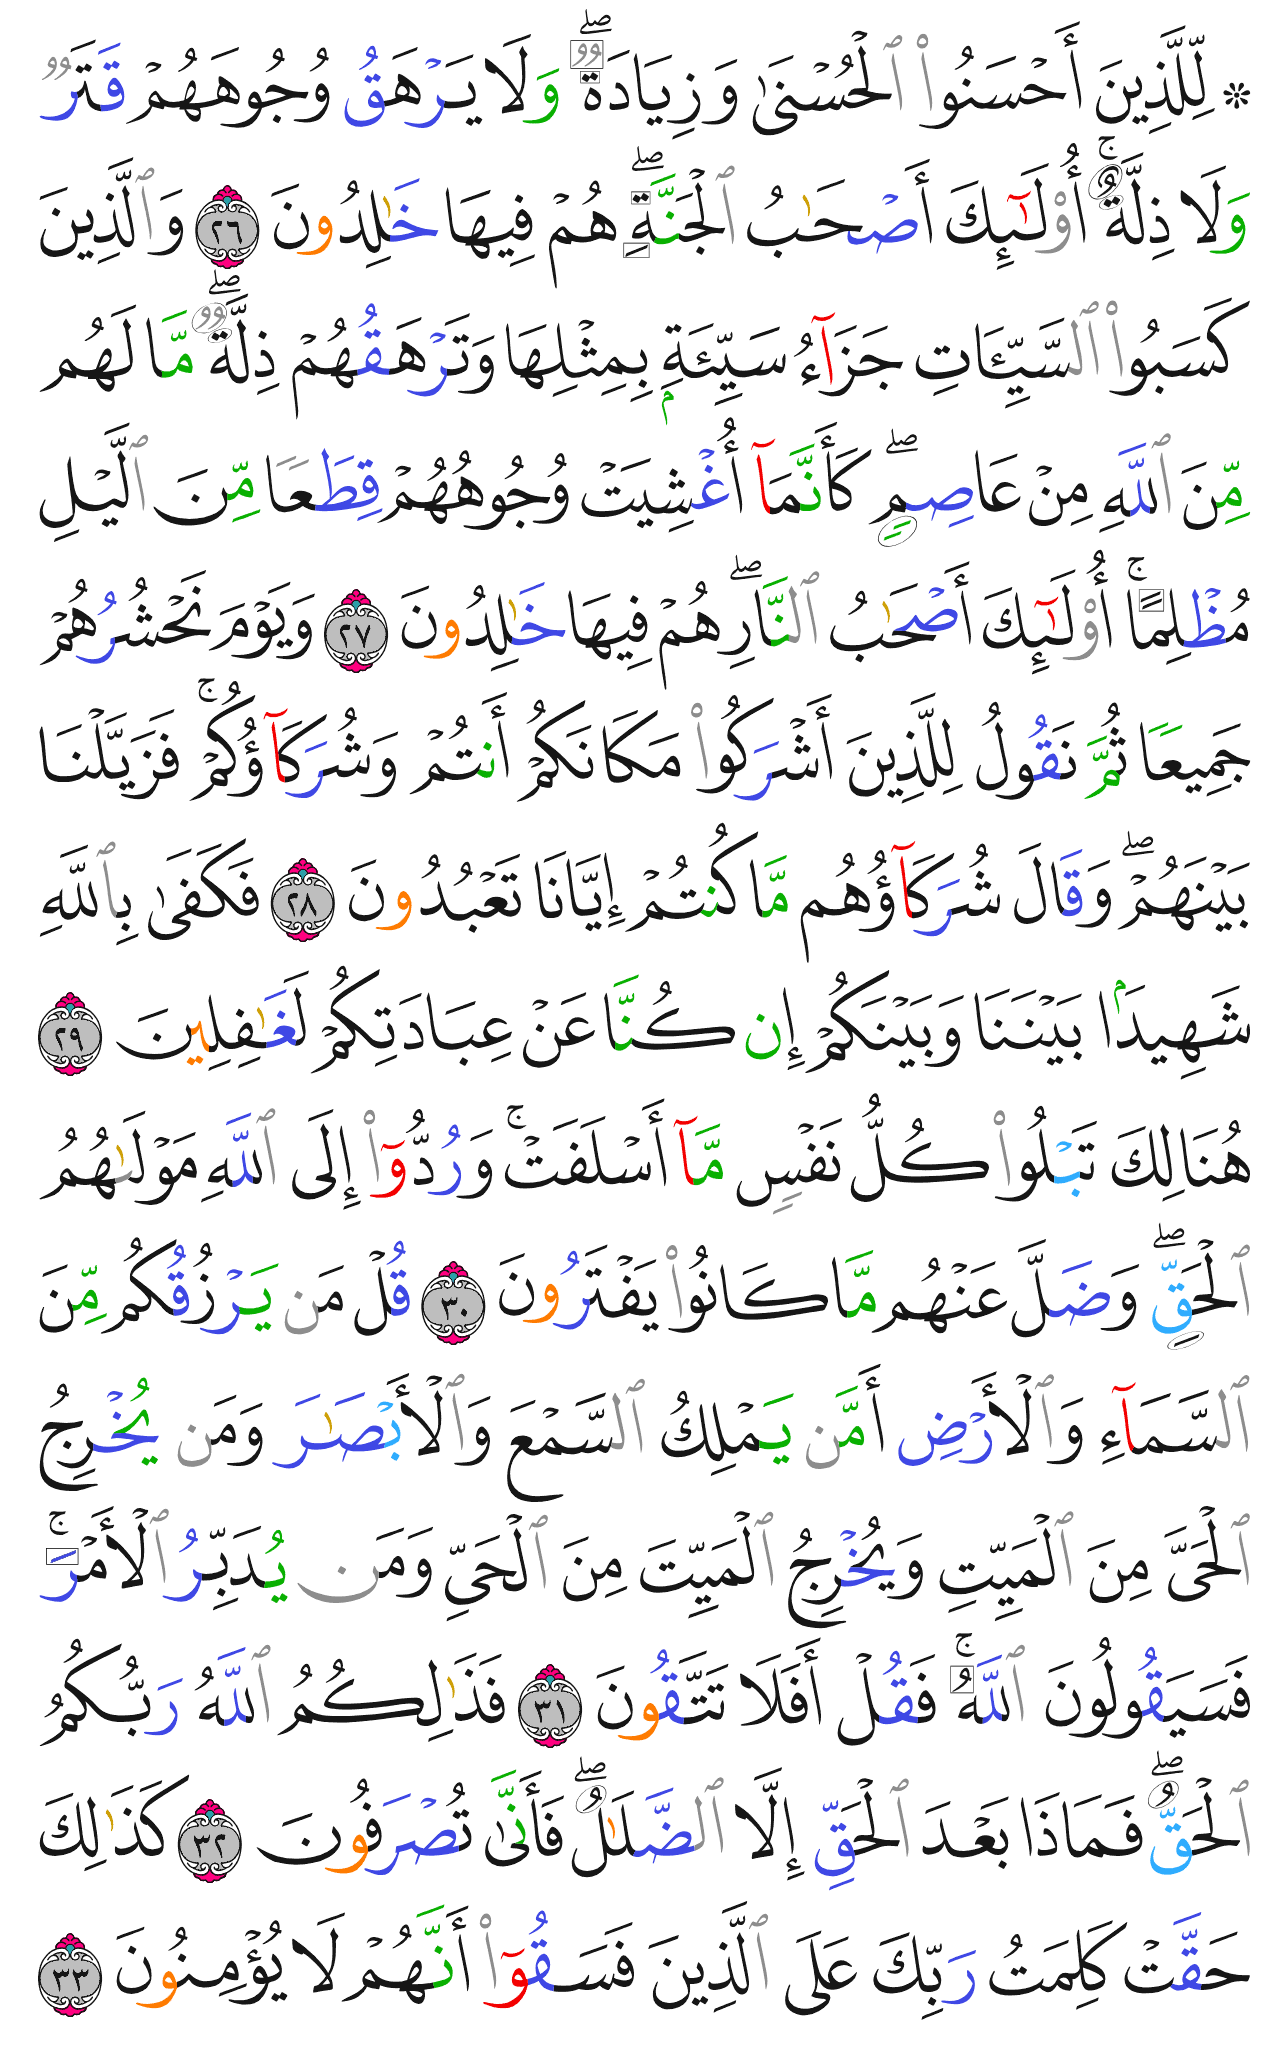 ۞ لِّلَّذِينَ أَحۡسَنُواْ ٱلۡحُسۡنَىٰ وَزِيَادَةٞۖ وَلَا يَرۡهَقُ وُجُوهَهُمۡ قَتَرٞ
وَلَا ذِلَّةٌۚ أُوْلَٰٓئِكَ أَصۡحَٰبُ ٱلۡجَنَّةِۖ هُمۡ فِيهَا خَٰلِدُونَ ٢٦ وَٱلَّذِينَ
كَسَبُواْ ٱلسَّيِّـَٔاتِ جَزَآءُ سَيِّئَةِۭ بِمِثۡلِهَا وَتَرۡهَقُهُمۡ ذِلَّةٞۖ مَّا لَهُم
مِّنَ ٱللَّهِ مِنۡ عَاصِمٖۖ كَأَنَّمَآ أُغۡشِيَتۡ وُجُوهُهُمۡ قِطَعٗا مِّنَ ٱلَّيۡلِ
مُظۡلِمًاۚ أُوْلَٰٓئِكَ أَصۡحَٰبُ ٱلنَّارِۖ هُمۡ فِيهَا خَٰلِدُونَ ٢٧ وَيَوۡمَ نَحۡشُرُهُمۡ
جَمِيعٗا ثُمَّ نَقُولُ لِلَّذِينَ أَشۡرَكُواْ مَكَانَكُمۡ أَنتُمۡ وَشُرَكَآؤُكُمۡۚ فَزَيَّلۡنَا
بَيۡنَهُمۡۖ وَقَالَ شُرَكَآؤُهُم مَّا كُنتُمۡ إِيَّانَا تَعۡبُدُونَ ٢٨ فَكَفَىٰ بِٱللَّهِ
شَهِيدَۢا بَيۡنَنَا وَبَيۡنَكُمۡ إِن كُنَّا عَنۡ عِبَادَتِكُمۡ لَغَٰفِلِينَ ٢٩
هُنَالِكَ تَبۡلُواْ كُلُّ نَفۡسٖ مَّآ أَسۡلَفَتۡۚ وَرُدُّوٓاْ إِلَى ٱللَّهِ مَوۡلَىٰهُمُ
ٱلۡحَقِّۖ وَضَلَّ عَنۡهُم مَّا كَانُواْ يَفۡتَرُونَ ٣٠ قُلۡ مَن يَرۡزُقُكُم مِّنَ
ٱلسَّمَآءِ وَٱلۡأَرۡضِ أَمَّن يَمۡلِكُ ٱلسَّمۡعَ وَٱلۡأَبۡصَٰرَ وَمَن يُخۡرِجُ
ٱلۡحَيَّ مِنَ ٱلۡمَيِّتِ وَيُخۡرِجُ ٱلۡمَيِّتَ مِنَ ٱلۡحَيِّ وَمَن يُدَبِّرُ ٱلۡأَمۡرَۚ
فَسَيَقُولُونَ ٱللَّهُۚ فَقُلۡ أَفَلَا تَتَّقُونَ ٣١ فَذَٰلِكُمُ ٱللَّهُ رَبُّكُمُ
ٱلۡحَقُّۖ فَمَاذَا بَعۡدَ ٱلۡحَقِّ إِلَّا ٱلضَّلَٰلُۖ فَأَنَّىٰ تُصۡرَفُونَ ٣٢ كَذَٰلِكَ
حَقَّتۡ كَلِمَتُ رَبِّكَ عَلَى ٱلَّذِينَ فَسَقُوٓاْ أَنَّهُمۡ لَا يُؤۡمِنُونَ ٣٣